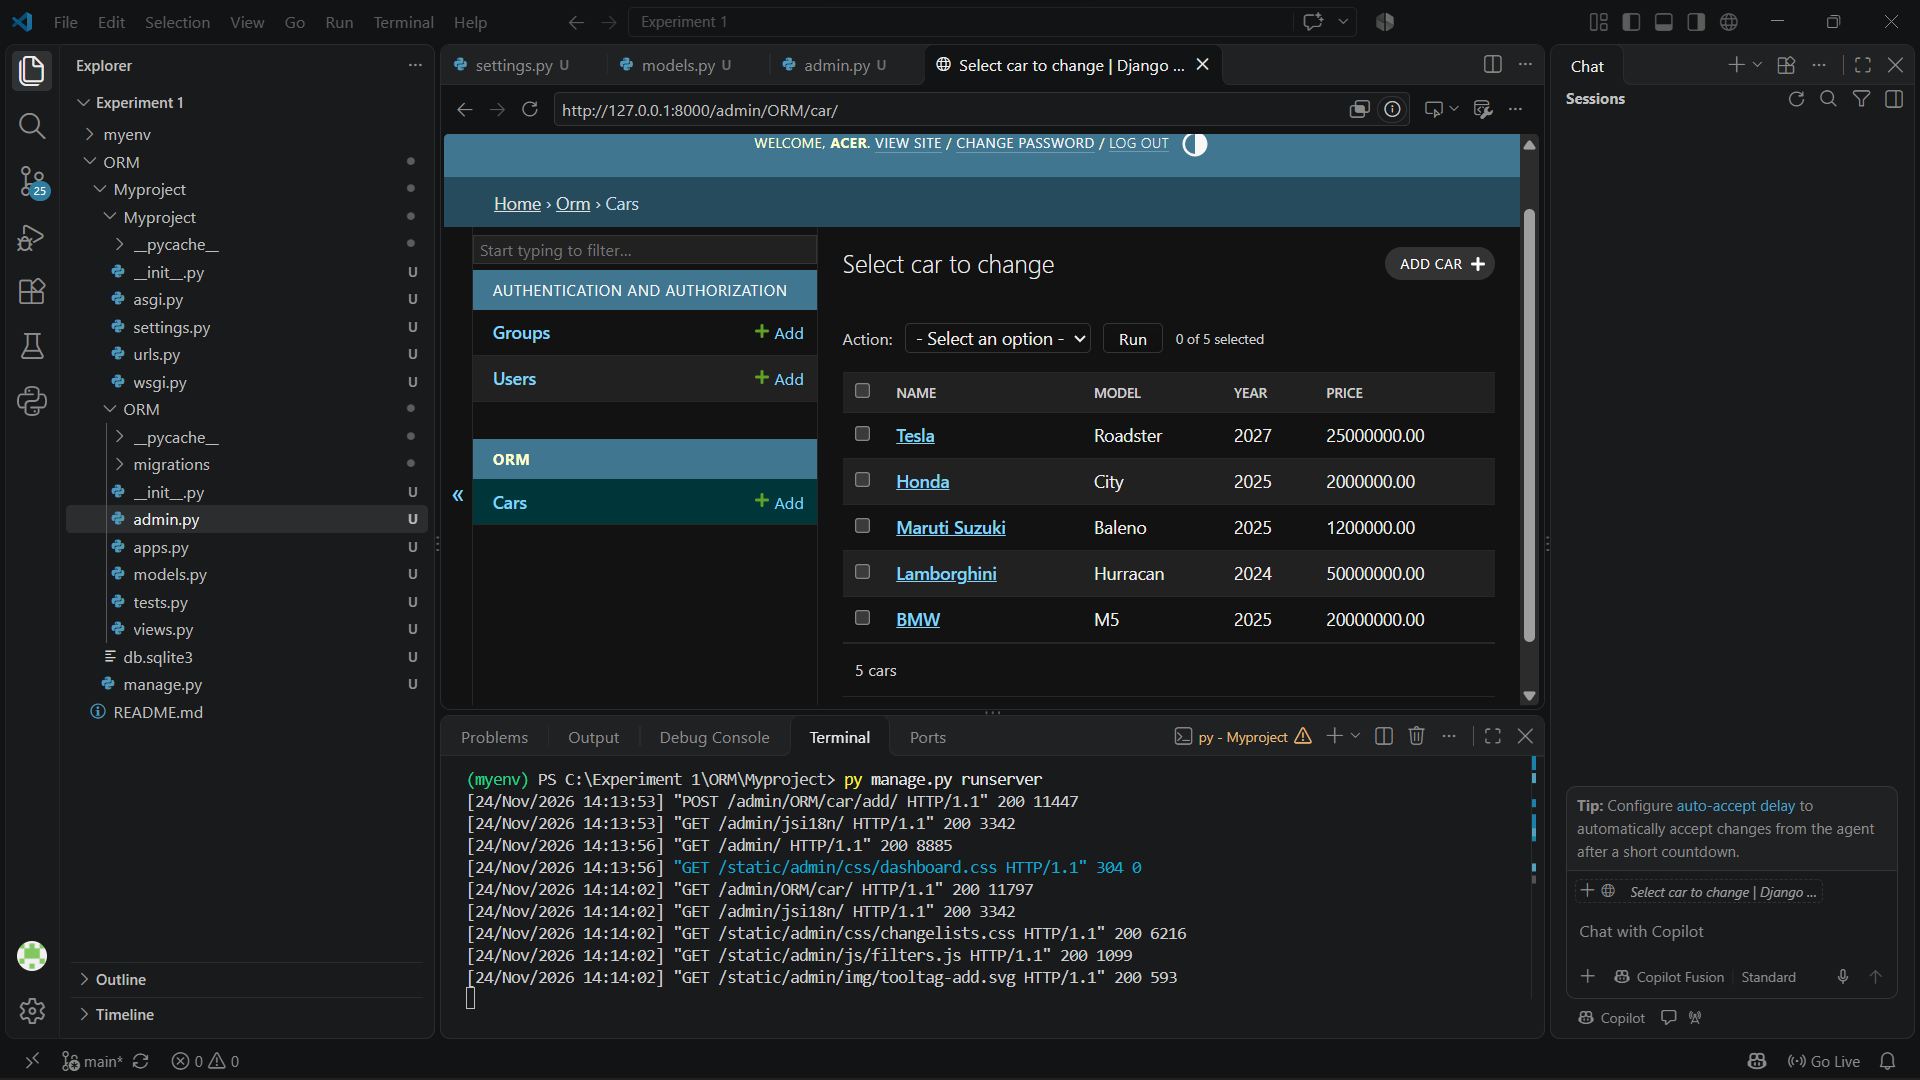 File Edit Selection View Go Run Terminal Help
Experiment 1
Explorer
Experiment 1
myenv
ORM
Myproject
Myproject
__pycache__
__init__.py U
asgi.py U
settings.py U
urls.py U
wsgi.py U
ORM
__pycache__
migrations
__init__.py U
admin.py U
apps.py U
models.py U
tests.py U
views.py U
db.sqlite3 U
manage.py U
README.md
Outline
Timeline
25
settings.py U
models.py U
admin.py U
Select car to change | Django ...
http://127.0.0.1:8000/admin/ORM/car/
WELCOME, ACER. VIEW SITE / CHANGE PASSWORD / LOG OUT
Home › Orm › Cars
Start typing to filter...
AUTHENTICATION AND AUTHORIZATION
Groups Add
Users Add
ORM
Cars Add
«
Select car to change
ADD CAR
Action: - Select an option - Run 0 of 5 selected
NAME MODEL YEAR PRICE
Tesla Roadster 2027 25000000.00
Honda City 2025 2000000.00
Maruti Suzuki Baleno 2025 1200000.00
Lamborghini Hurracan 2024 50000000.00
BMW M5 2025 20000000.00
5 cars
Problems Output Debug Console Terminal Ports
py - Myproject
(myenv) PS C:\Experiment 1\ORM\Myproject> py manage.py runserver
[24/Nov/2026 14:13:53] "POST /admin/ORM/car/add/ HTTP/1.1" 200 11447
[24/Nov/2026 14:13:53] "GET /admin/jsi18n/ HTTP/1.1" 200 3342
[24/Nov/2026 14:13:56] "GET /admin/ HTTP/1.1" 200 8885
[24/Nov/2026 14:13:56] "GET /static/admin/css/dashboard.css HTTP/1.1" 304 0
[24/Nov/2026 14:14:02] "GET /admin/ORM/car/ HTTP/1.1" 200 11797
[24/Nov/2026 14:14:02] "GET /admin/jsi18n/ HTTP/1.1" 200 3342
[24/Nov/2026 14:14:02] "GET /static/admin/css/changelists.css HTTP/1.1" 200 6216
[24/Nov/2026 14:14:02] "GET /static/admin/js/filters.js HTTP/1.1" 200 1099
[24/Nov/2026 14:14:02] "GET /static/admin/img/tooltag-add.svg HTTP/1.1" 200 593
Chat
Sessions
Tip: Configure auto-accept delay to
automatically accept changes from the agent
after a short countdown.
Select car to change | Django ...
Chat with Copilot
Copilot Fusion Standard
Copilot
main* 0 0
Go Live